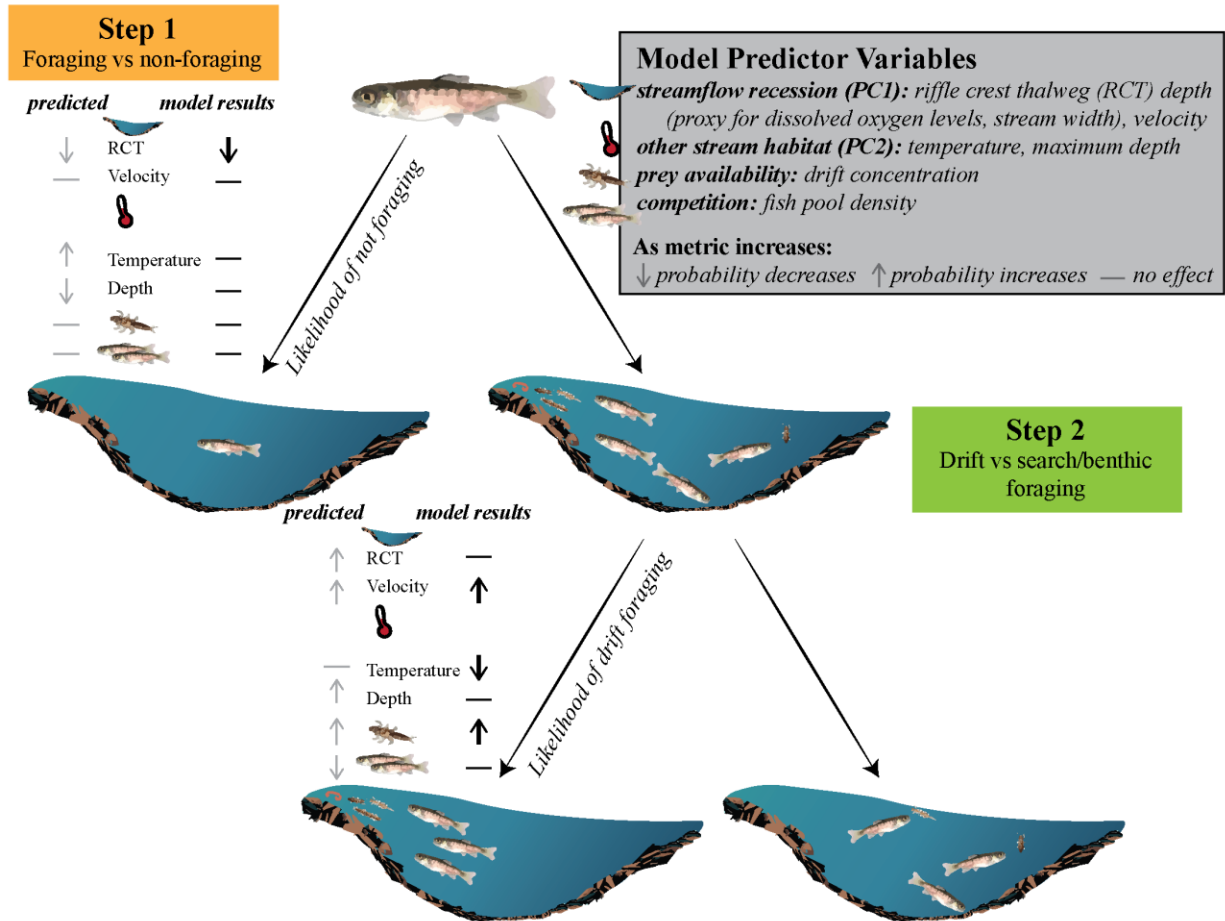 Step 1
Foraging vs non-foraging
predicted model results
RCT
Velocity
Temperature
Depth
Likelihood of not foraging
Model Predictor Variables
streamflow recession (PC1): riffle crest thalweg (RCT) depth
(proxy for dissolved oxygen levels, stream width), velocity
other stream habitat (PC2): temperature, maximum depth
prey availability: drift concentration
competition: fish pool density
As metric increases:
↓ probability decreases ↑ probability increases — no effect
Step 2
Drift vs search/benthic
foraging
predicted model results
RCT
Velocity
Temperature
Depth
Likelihood of drift foraging